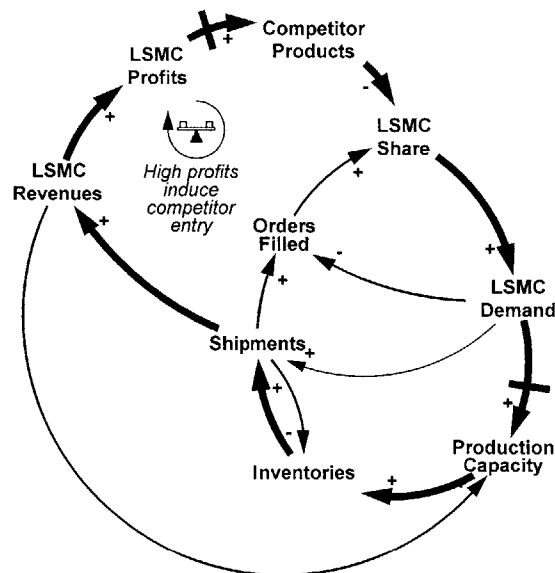 Competitor
Products
+
LSMC
Profits
-
+
LSMC
Share
High profits
induce
competitor
entry
LSMC
Revenues
+
+
Orders
Filled
-
+
+
LSMC
Demand
Shipments
+
+
-
+
Production
Capacity
Inventories
+